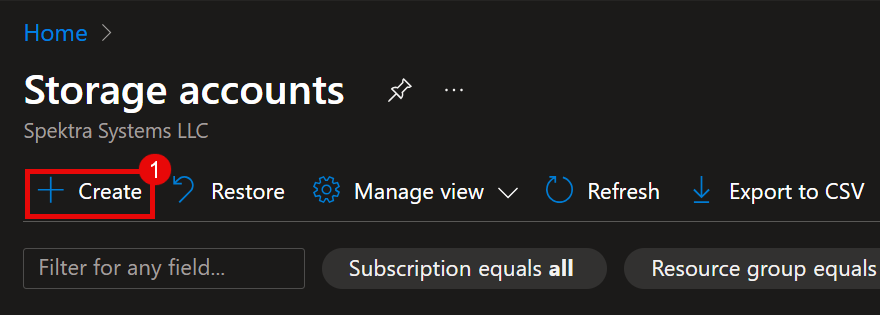 Home
Storage accounts ...
Spektra Systems LLC
1
Create Restore Manage view Refresh Export to CSV
Filter for any field... Subscription equals all Resource group equals